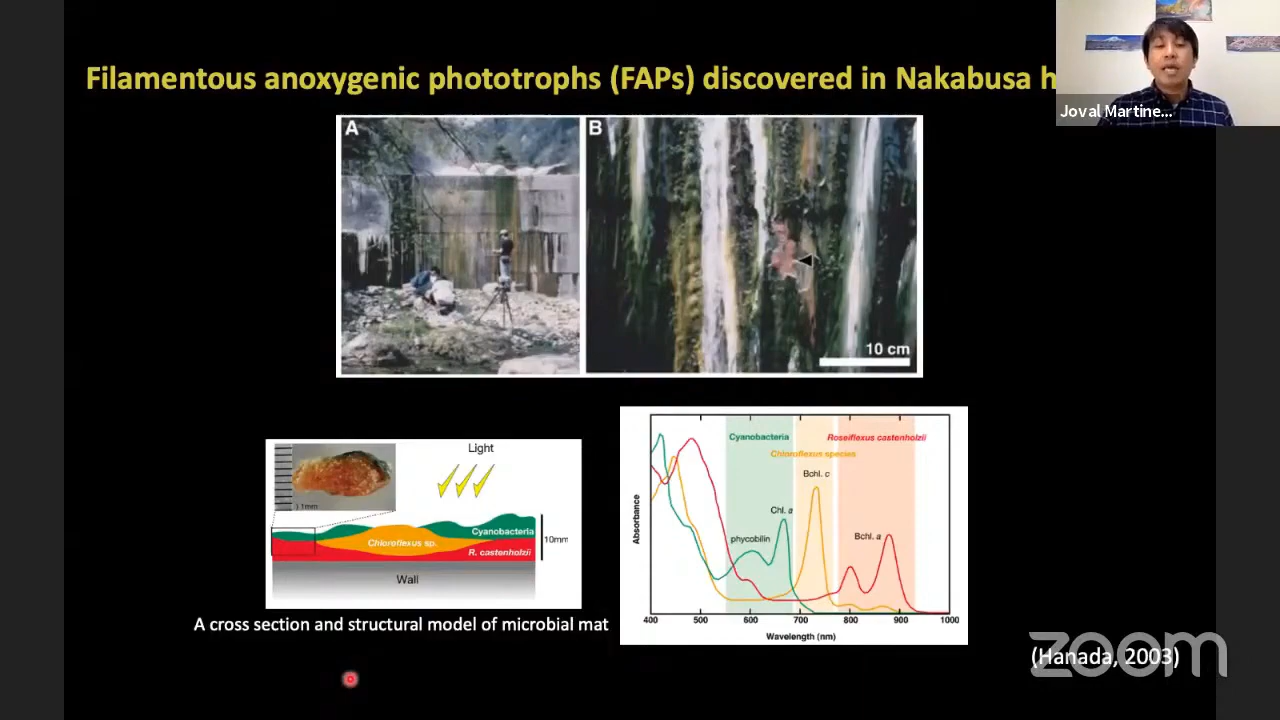 Filamentous anoxygenic phototrophs (FAPs) discovered in Nakabusa h
Joval Martine...
A
B
10 cm
Light
1mm
Cyanobacteria
Chloroflexus sp.
R. castenholzii
10mm
Wall
A cross section and structural model of microbial mat
Cyanobacteria
Roseiflexus castenholzii
Chloroflexus species
Bchl. c
Chl. a
phycobilin
Bchl. a
Absorbance
400 500 600 700 800 900 1000
Wavelength (nm)
(Hanada, 2003)
zoom